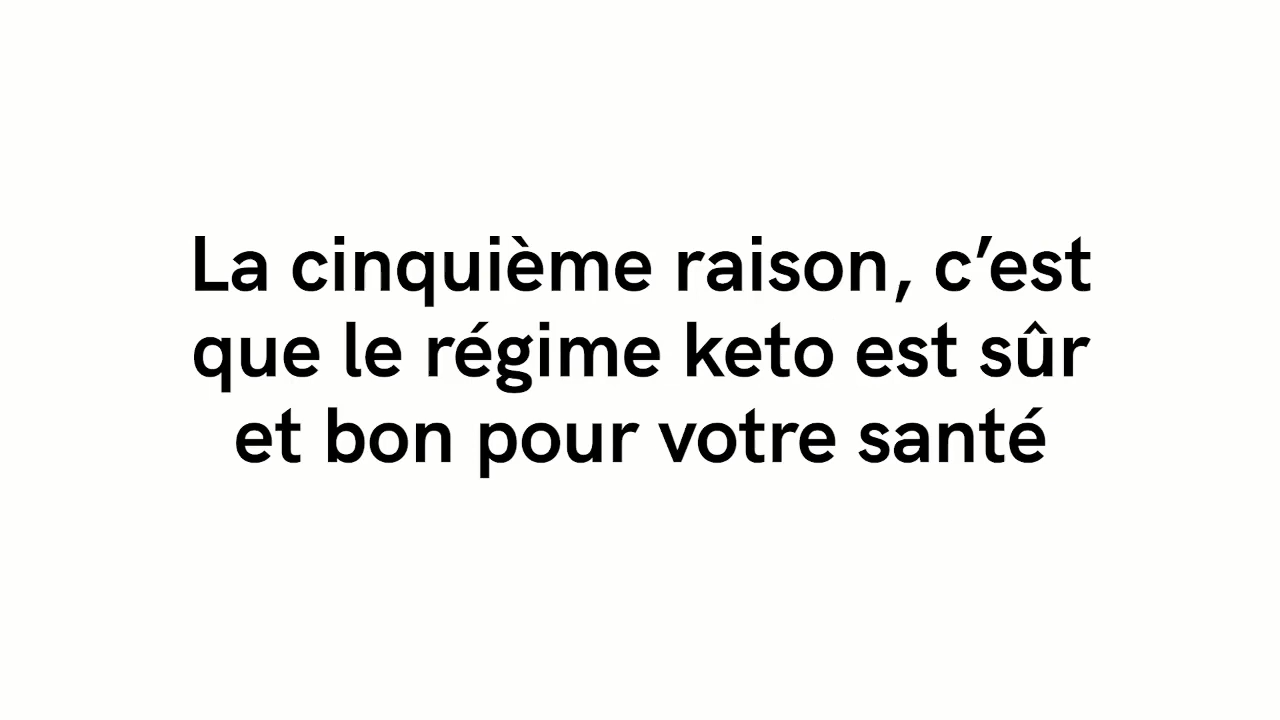 La cinquième raison, c’est
que le régime keto est sûr
et bon pour votre santé